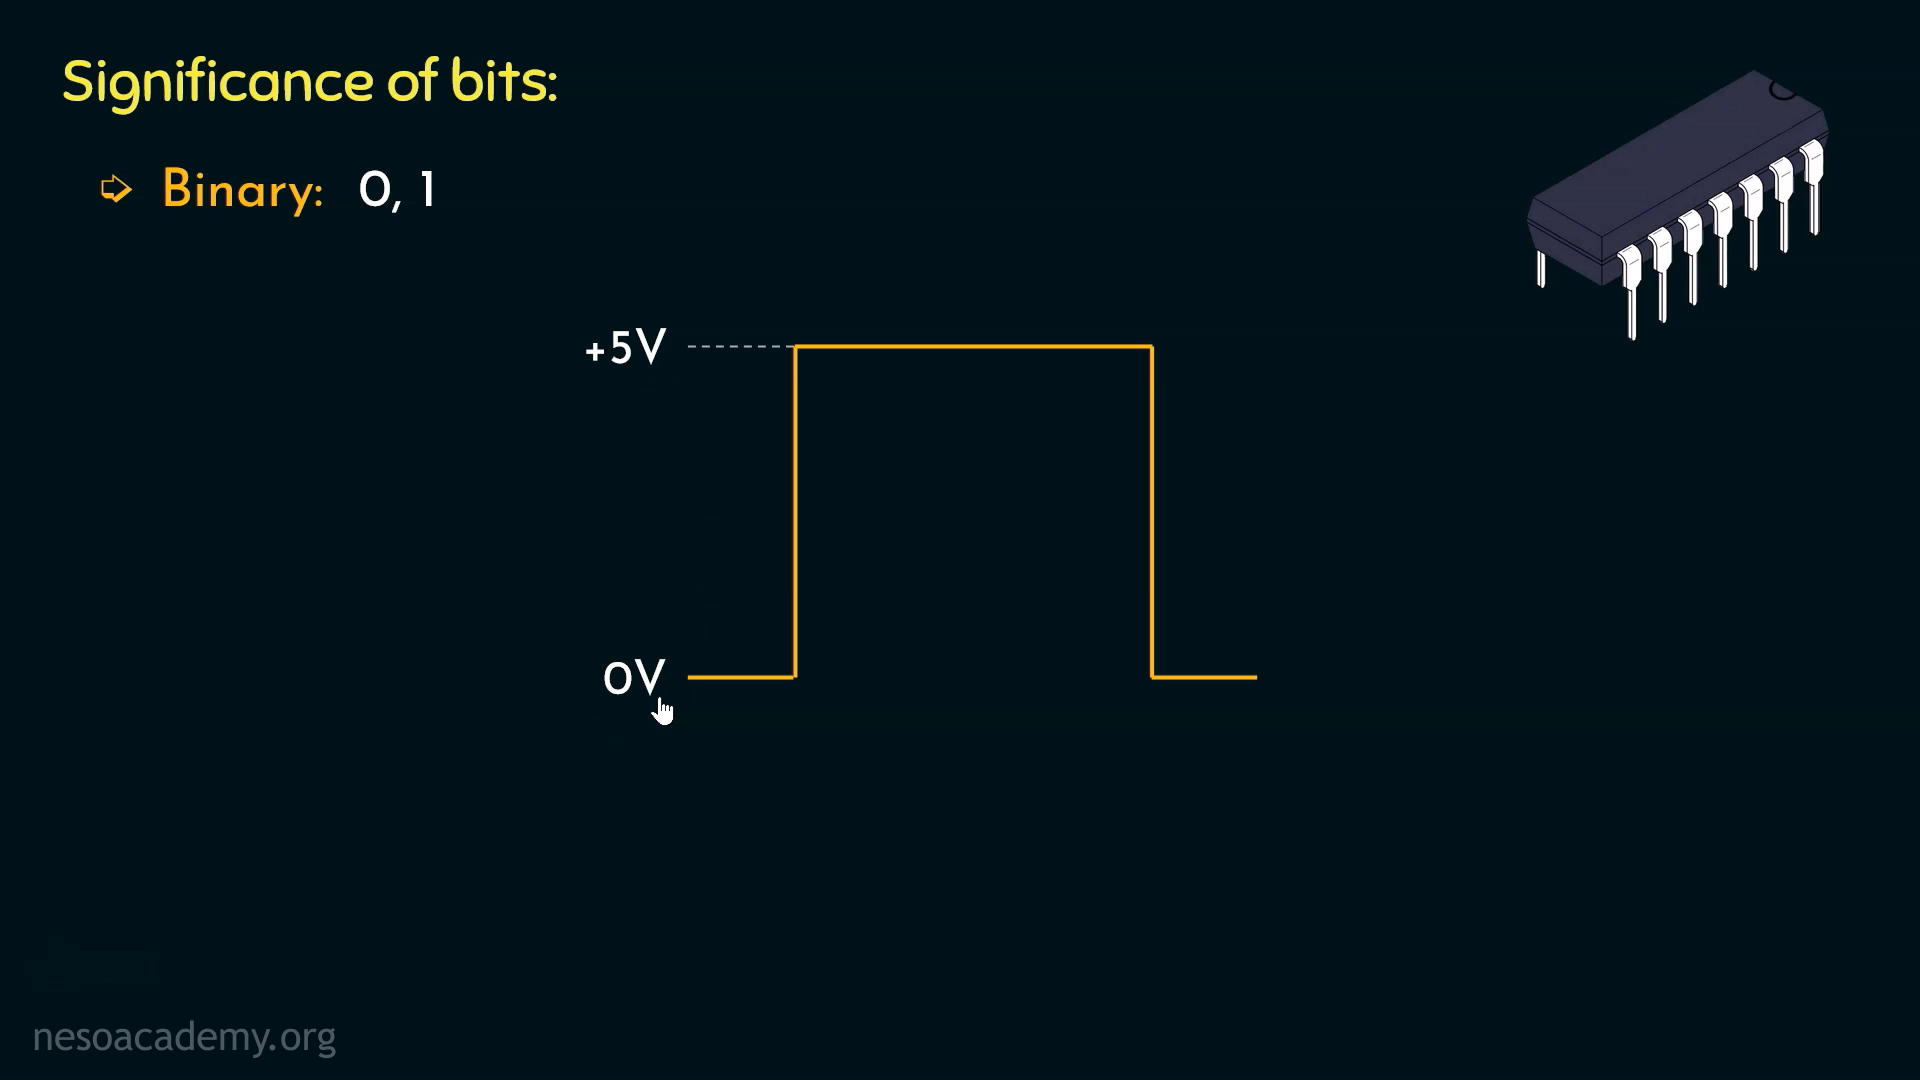 Significance of bits:
➩ Binary: 0, 1
+5V
0V
nesoacademy.org